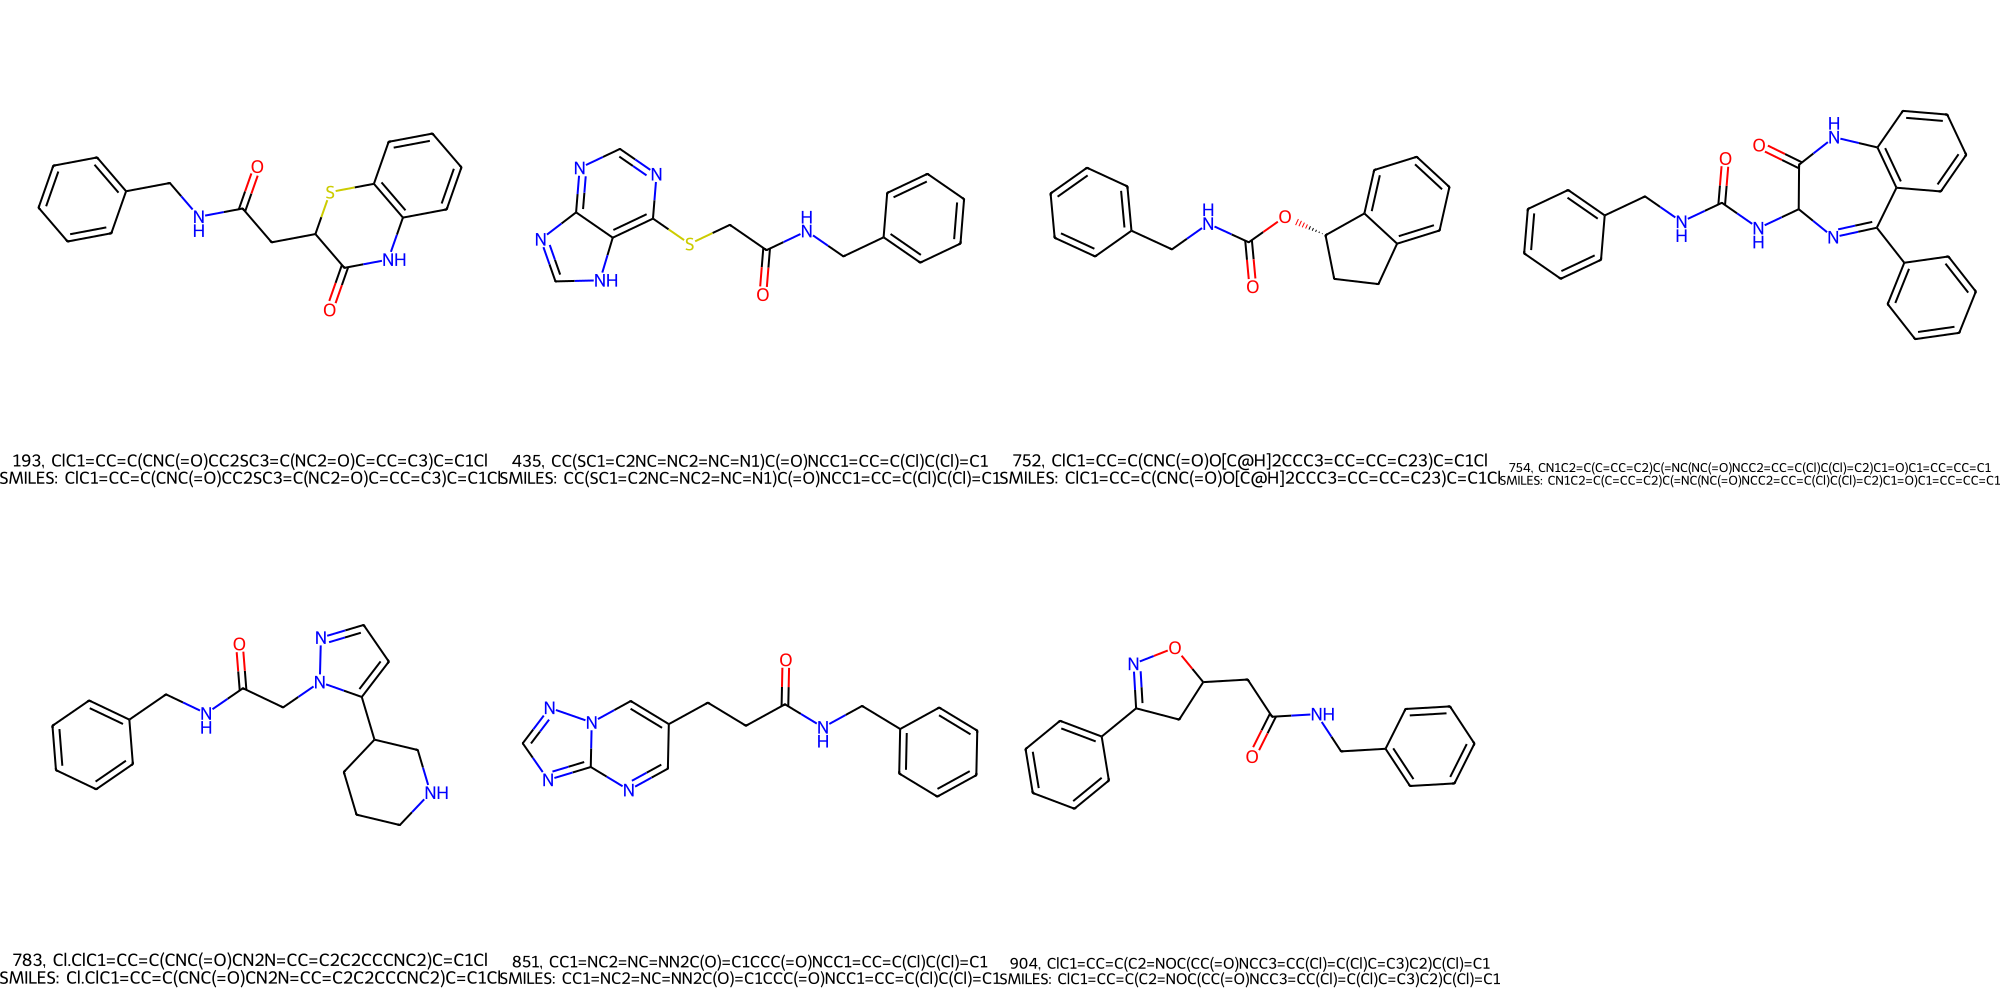 O
S
N
H
NH
O
N
N
N
NH
S
H
N
O
H
N
O
O
H
N
O
O
N
H
N
H
N
193, ClC1=CC=C(CNC(=O)CC2SC3=C(NC2=O)C=CC=C3)C=C1Cl
SMILES: ClC1=CC=C(CNC(=O)CC2SC3=C(NC2=O)C=CC=C3)C=C1Cl
435, CC(SC1=C2NC=NC2=NC=N1)C(=O)NCC1=CC=C(Cl)C(Cl)=C1
SMILES: CC(SC1=C2NC=NC2=NC=N1)C(=O)NCC1=CC=C(Cl)C(Cl)=C1
752, ClC1=CC=C(CNC(=O)O[C@H]2CCC3=CC=CC=C23)C=C1Cl
SMILES: ClC1=CC=C(CNC(=O)O[C@H]2CCC3=CC=CC=C23)C=C1Cl
754, CN1C2=C(C=CC=C2)C(=NC(NC(=O)NCC2=CC=C(Cl)C(Cl)=C2)C1=O)C1=CC=CC=C1
SMILES: CN1C2=C(C=CC=C2)C(=NC(NC(=O)NCC2=CC=C(Cl)C(Cl)=C2)C1=O)C1=CC=CC=C1
O
N
N
N
H
NH
O
N
N
N
N
N
H
O
N
NH
O
783, Cl.ClC1=CC=C(CNC(=O)CN2N=CC=C2C2CCCNC2)C=C1Cl
SMILES: Cl.ClC1=CC=C(CNC(=O)CN2N=CC=C2C2CCCNC2)C=C1Cl
851, CC1=NC2=NC=NN2C(O)=C1CCC(=O)NCC1=CC=C(Cl)C(Cl)=C1
SMILES: CC1=NC2=NC=NN2C(O)=C1CCC(=O)NCC1=CC=C(Cl)C(Cl)=C1
904, ClC1=CC=C(C2=NOC(CC(=O)NCC3=CC(Cl)=C(Cl)C=C3)C2)C(Cl)=C1
SMILES: ClC1=CC=C(C2=NOC(CC(=O)NCC3=CC(Cl)=C(Cl)C=C3)C2)C(Cl)=C1